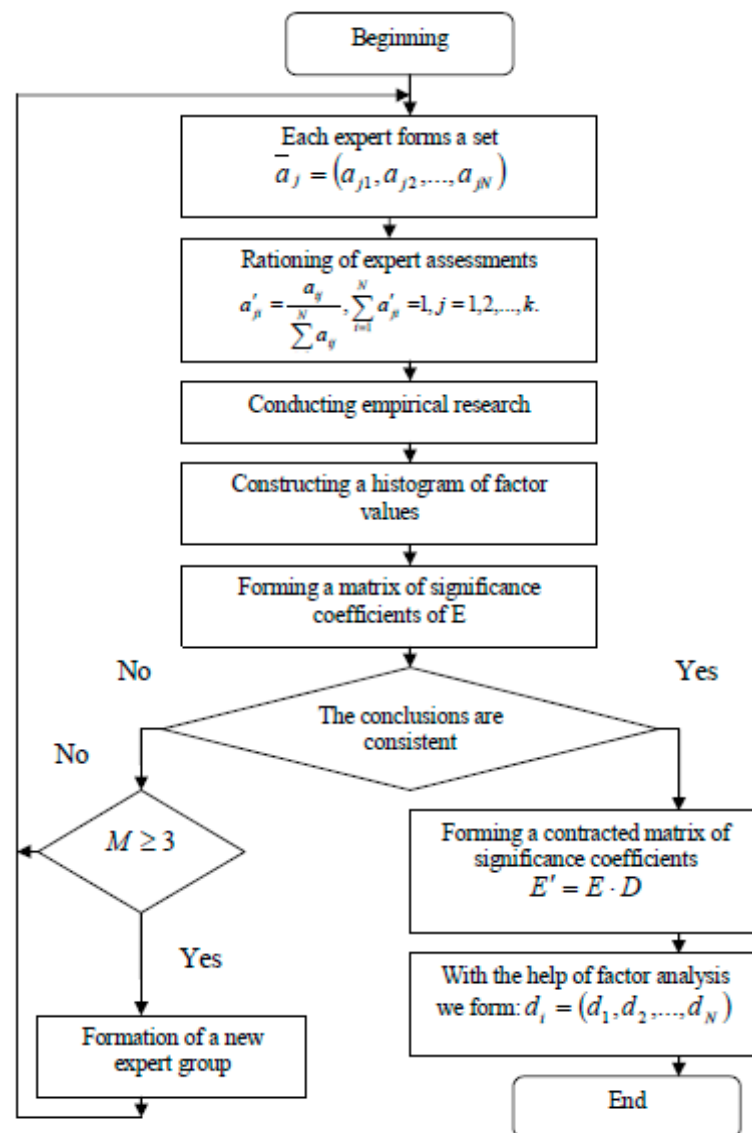 Beginning
Each expert forms a set
a̅ⱼ = (aⱼ₁, aⱼ₂,..., aⱼN)
Rationing of expert assessments
a′ⱼᵢ = aᵢⱼ / ∑ᴺ aᵢⱼ , ∑ᵢ₌₁ᴺ a′ⱼᵢ =1, j = 1,2,...,k.
Conducting empirical research
Constructing a histogram of factor
values
Forming a matrix of significance
coefficients of E
No
Yes
The conclusions are
consistent
No
M ≥ 3
Forming a contracted matrix of
significance coefficients
E′ = E · D
Yes
With the help of factor analysis
we form: dᵢ = (d₁, d₂,..., dN)
Formation of a new
expert group
End